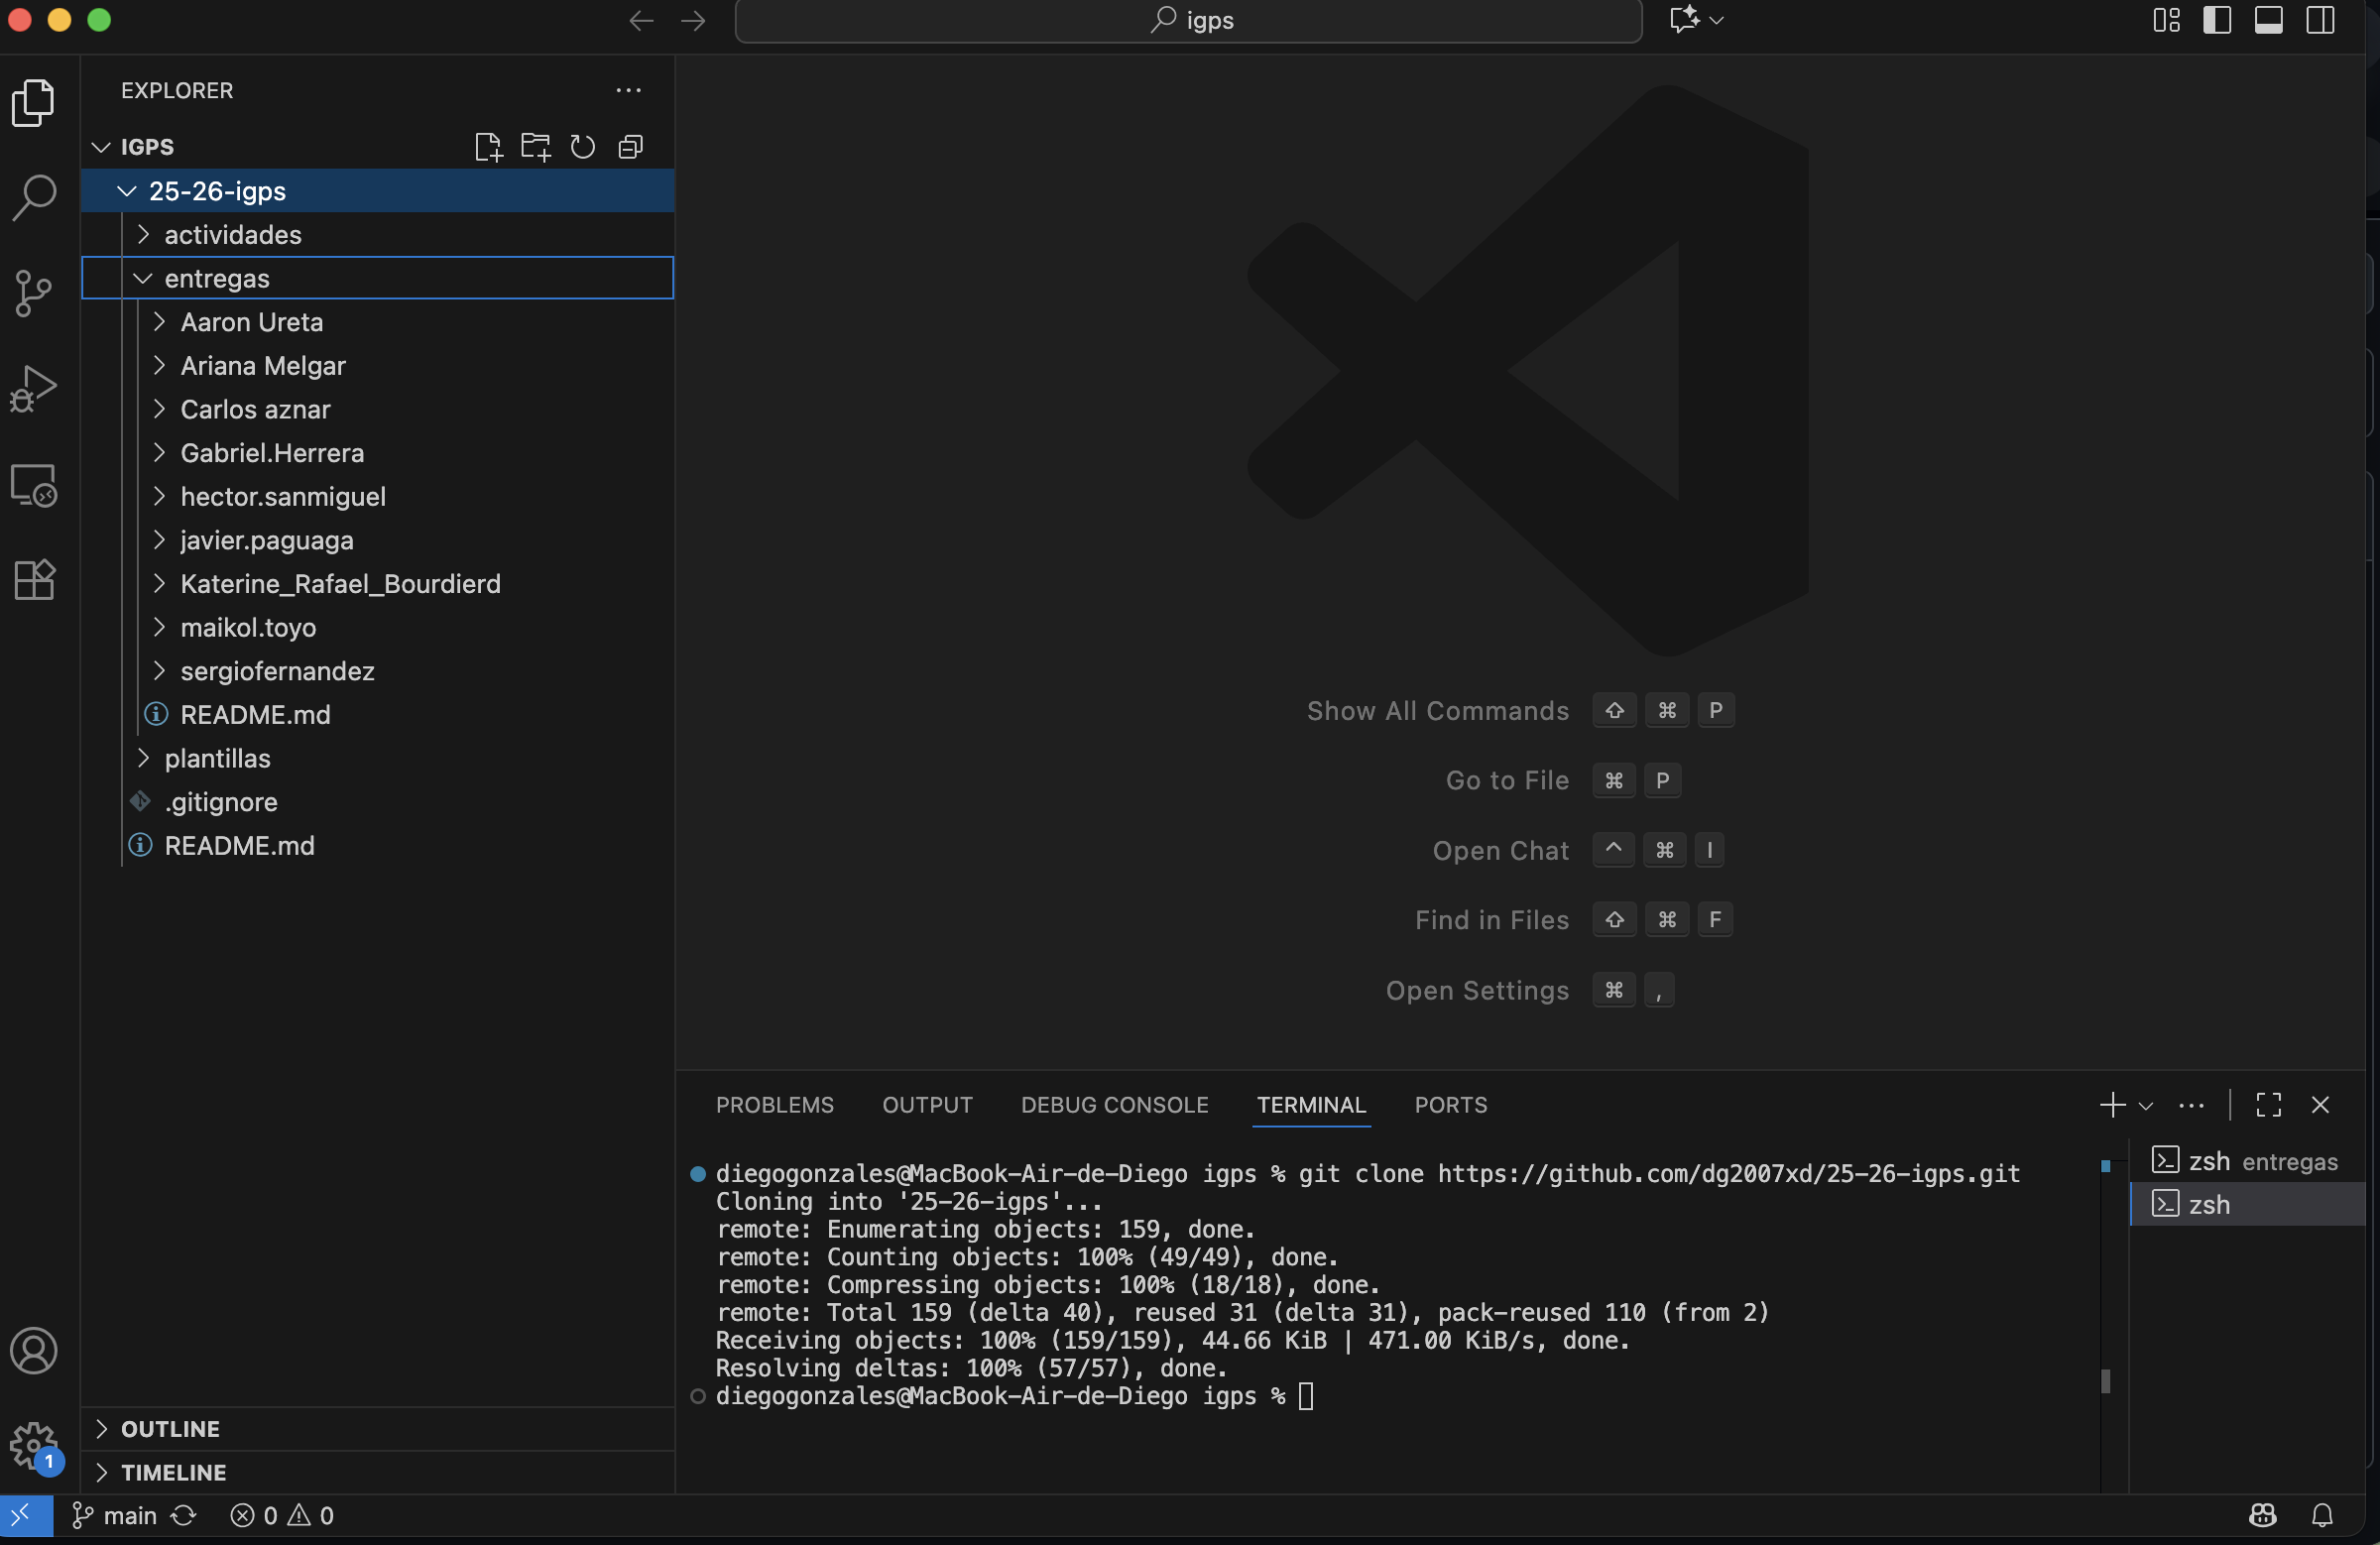 igps
EXPLORER
IGPS
25-26-igps
actividades
entregas
Aaron Ureta
Ariana Melgar
Carlos aznar
Gabriel.Herrera
hector.sanmiguel
javier.paguaga
Katerine_Rafael_Bourdierd
maikol.toyo
sergiofernandez
README.md
plantillas
.gitignore
README.md
OUTLINE
TIMELINE
Show All Commands ⇧ ⌘ P
Go to File ⌘ P
Open Chat ^ ⌘ I
Find in Files ⇧ ⌘ F
Open Settings ⌘ ,
PROBLEMS OUTPUT DEBUG CONSOLE TERMINAL PORTS
diegogonzales@MacBook-Air-de-Diego igps % git clone https://github.com/dg2007xd/25-26-igps.git
Cloning into '25-26-igps'...
remote: Enumerating objects: 159, done.
remote: Counting objects: 100% (49/49), done.
remote: Compressing objects: 100% (18/18), done.
remote: Total 159 (delta 40), reused 31 (delta 31), pack-reused 110 (from 2)
Receiving objects: 100% (159/159), 44.66 KiB | 471.00 KiB/s, done.
Resolving deltas: 100% (57/57), done.
diegogonzales@MacBook-Air-de-Diego igps %
zsh entregas
zsh
1
main 0 0